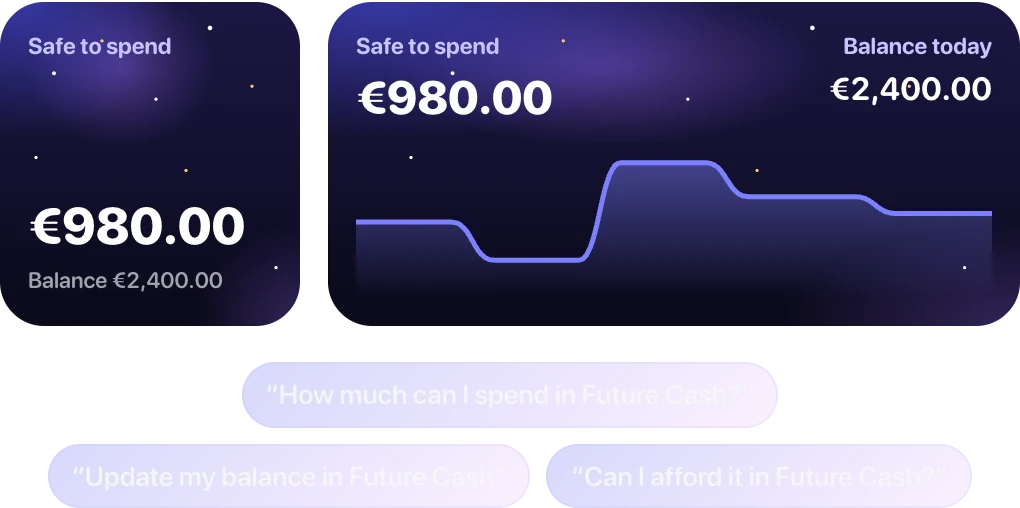 Safe to spend
€980.00
Balance €2,400.00
Safe to spend
€980.00
Balance today
€2,400.00
“How much can I spend in Future Cash?”
“Update my balance in Future Cash”
“Can I afford it in Future Cash?”